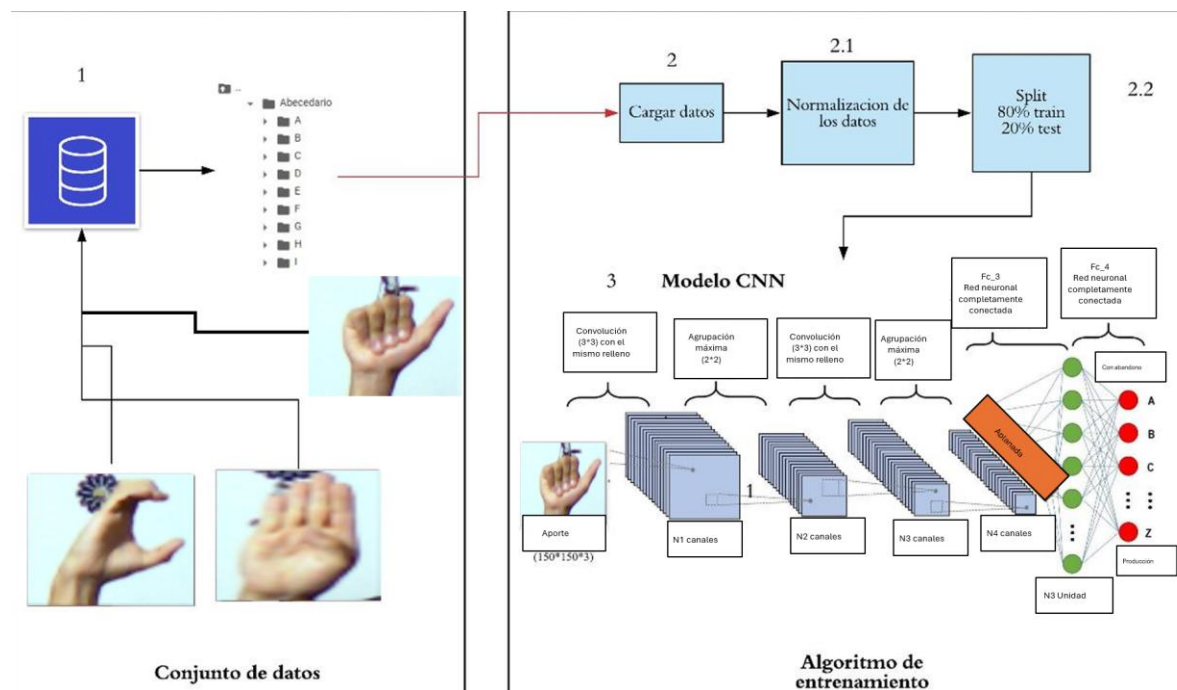 1
..
Abecedario
A
B
C
D
E
F
G
H
I
Conjunto de datos
2
Cargar datos
2.1
Normalizacion de
los datos
2.2
Split
80% train
20% test
3
Modelo CNN
Convolución
(3*3) con el
mismo relleno
Agrupación
máxima
(2*2)
Convolución
(3*3) con el
mismo relleno
Agrupación
máxima
(2*2)
Fc_3
Red neuronal
completamente
conectada
Fc_4
Red neuronal
completamente
conectada
Con abandono
Aplanada
1
A
B
C
Z
Aporte
(150*150*3)
N1 canales
N2 canales
N3 canales
N4 canales
N3 Unidad
Producción
Algoritmo de
entrenamiento